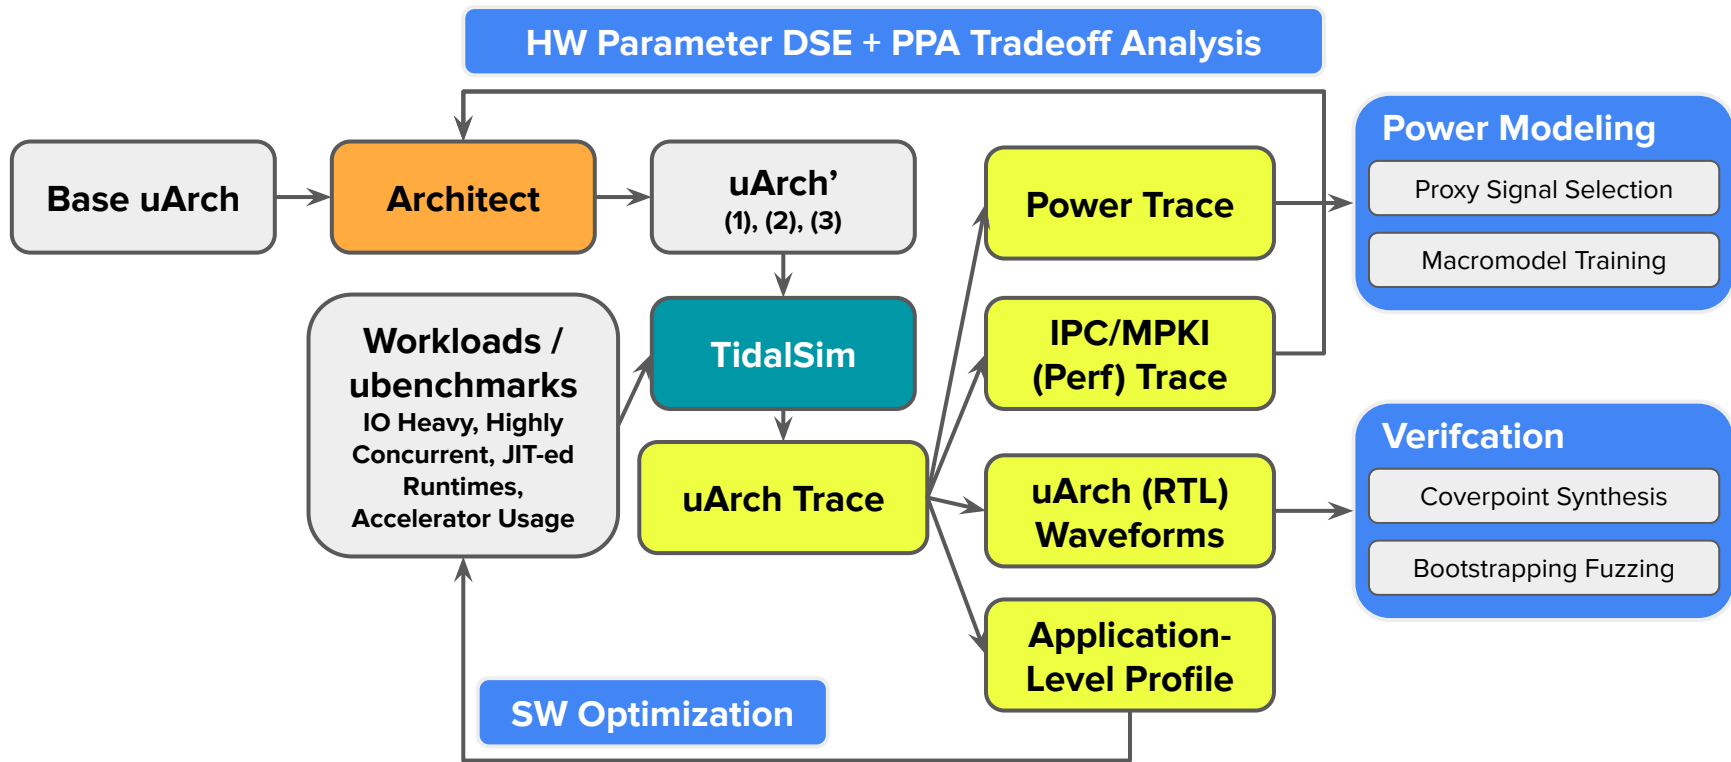 HW Parameter DSE + PPA Tradeoff Analysis
Base uArch
Architect
uArch’
(1), (2), (3)
Workloads /
ubenchmarks
IO Heavy, Highly
Concurrent, JIT-ed
Runtimes,
Accelerator Usage
TidalSim
uArch Trace
Power Trace
IPC/MPKI
(Perf) Trace
uArch (RTL)
Waveforms
Application-
Level Profile
Power Modeling
Proxy Signal Selection
Macromodel Training
Verifcation
Coverpoint Synthesis
Bootstrapping Fuzzing
SW Optimization